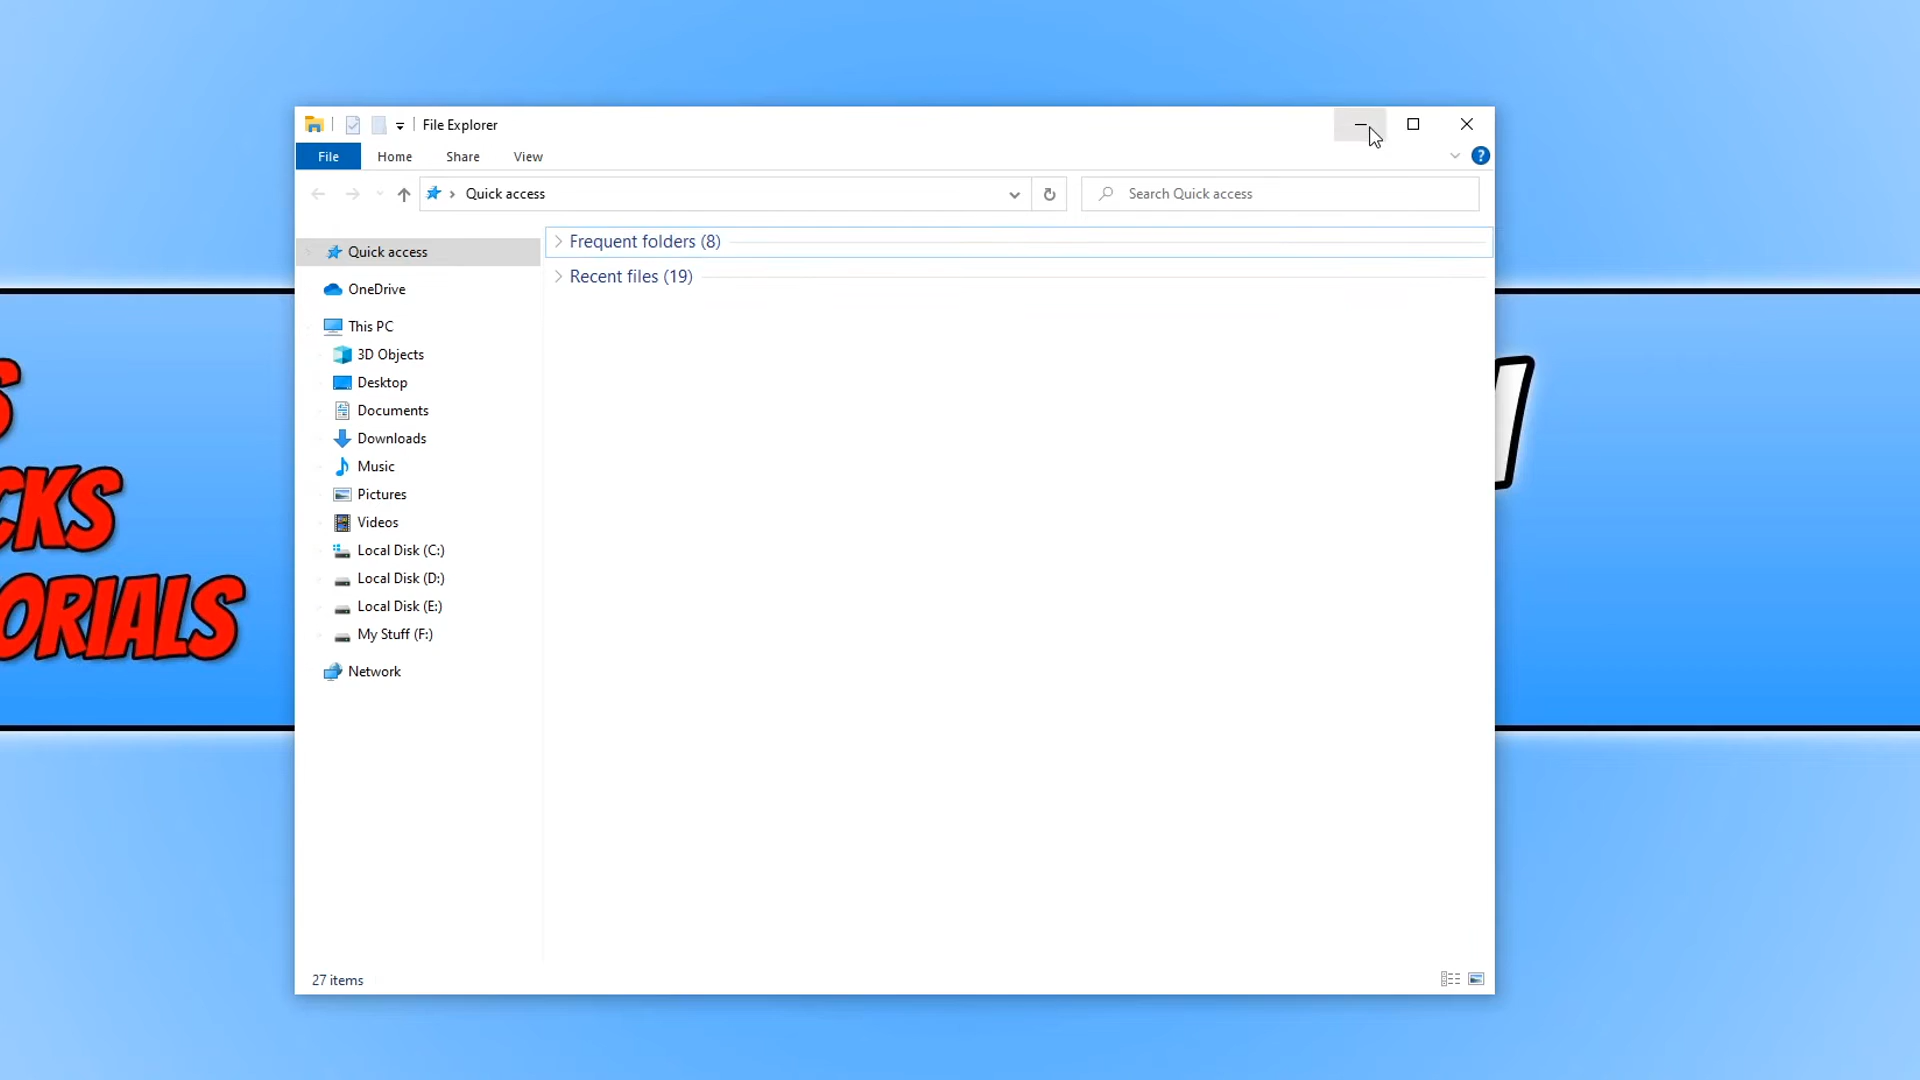 File Explorer
File Home Share View
Quick access
Search Quick access
Quick access
OneDrive
This PC
3D Objects
Desktop
Documents
Downloads
Music
Pictures
Videos
Local Disk (C:)
Local Disk (D:)
Local Disk (E:)
My Stuff (F:)
Network
Frequent folders (8)
Recent files (19)
27 items
S
CKS
ORIALS